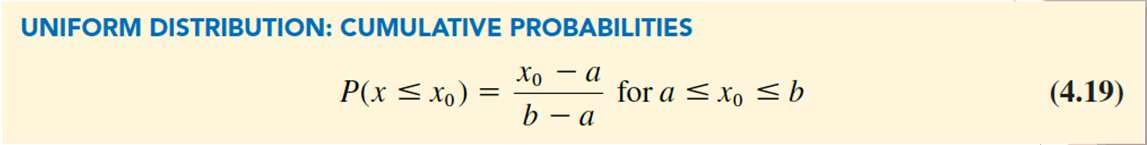 UNIFORM DISTRIBUTION: CUMULATIVE PROBABILITIES
P(x ≤ x₀) = (x₀ − a)/(b − a) for a ≤ x₀ ≤ b (4.19)